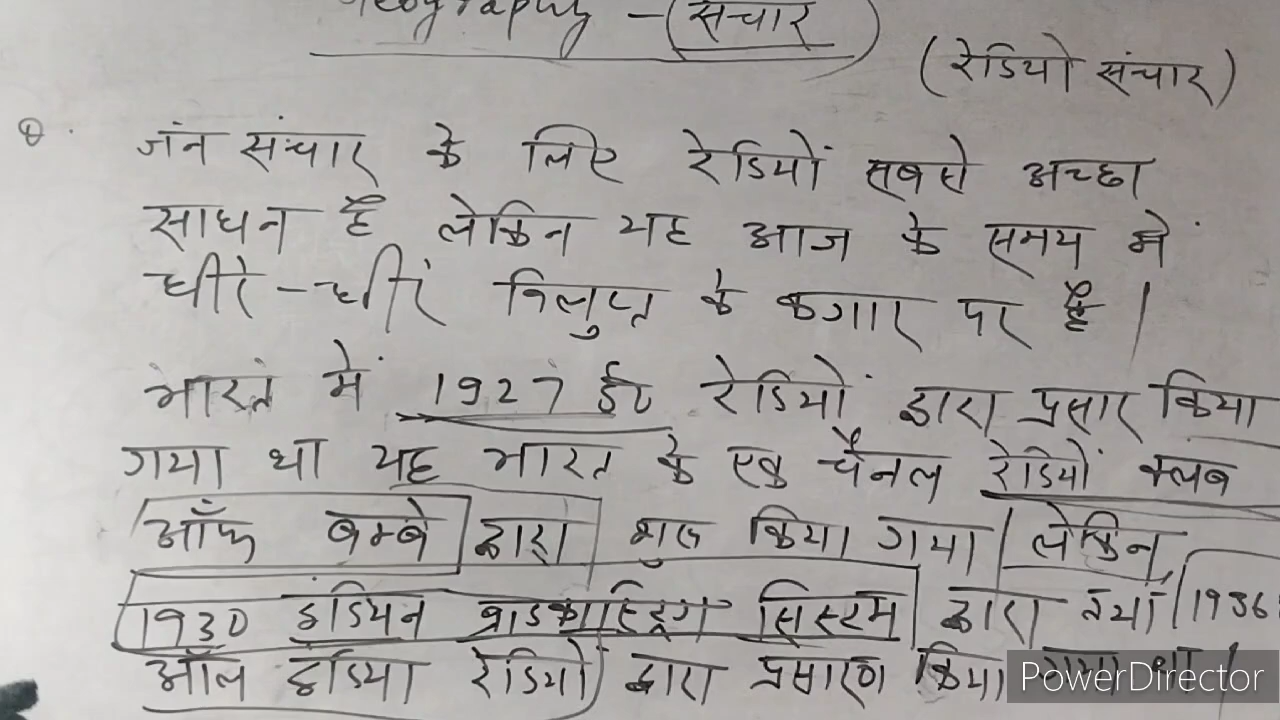 Geography - (संचार)
(रेडियो संचार)
जंन संचार के लिए रेडियों सबसे अच्छा
साधन है लेकिन यह आज के समय में
धीरे-धीरें विलुप्त के कगार पर है।
भारत में 1927 ई० रेडियों द्वारा प्रसार किया
गया था यह भारत के एक चैनल रेडियों क्लब
ऑफ बम्बे द्वारा शुरू किया गया लेकिन
1930 इंडियन ब्राडकास्टिंग सिस्टम द्वारा तथा 1936
ऑल इंडिया रेडियो द्वारा प्रसारण किया गया था।
PowerDirector